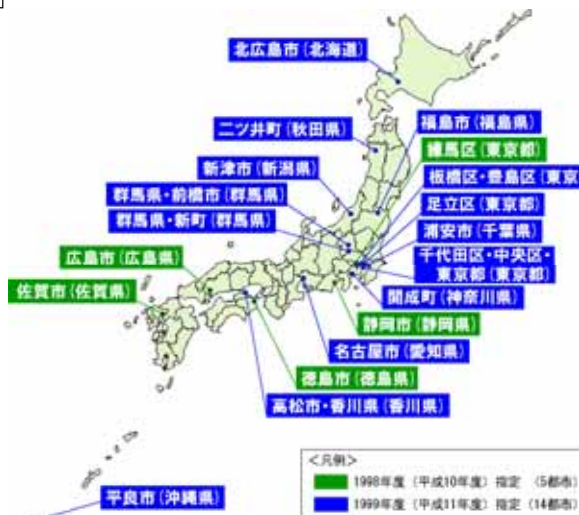 北広島市(北海道)
二ツ井町(秋田県)
福島市(福島県)
練馬区(東京都)
新津市(新潟県)
板橋区・豊島区(東京
群馬県・前橋市(群馬県)
足立区(東京都)
群馬県・新町(群馬県)
浦安市(千葉県)
千代田区・中央区・
東京都(東京都)
広島市(広島県)
佐賀市(佐賀県)
開成町(神奈川県)
静岡市(静岡県)
名古屋市(愛知県)
徳島市(徳島県)
高松市・香川県(香川県)
平良市(沖縄県)
<凡例>
1998年度(平成10年度)指定 (5都市)
1999年度(平成11年度)指定 (14都市)